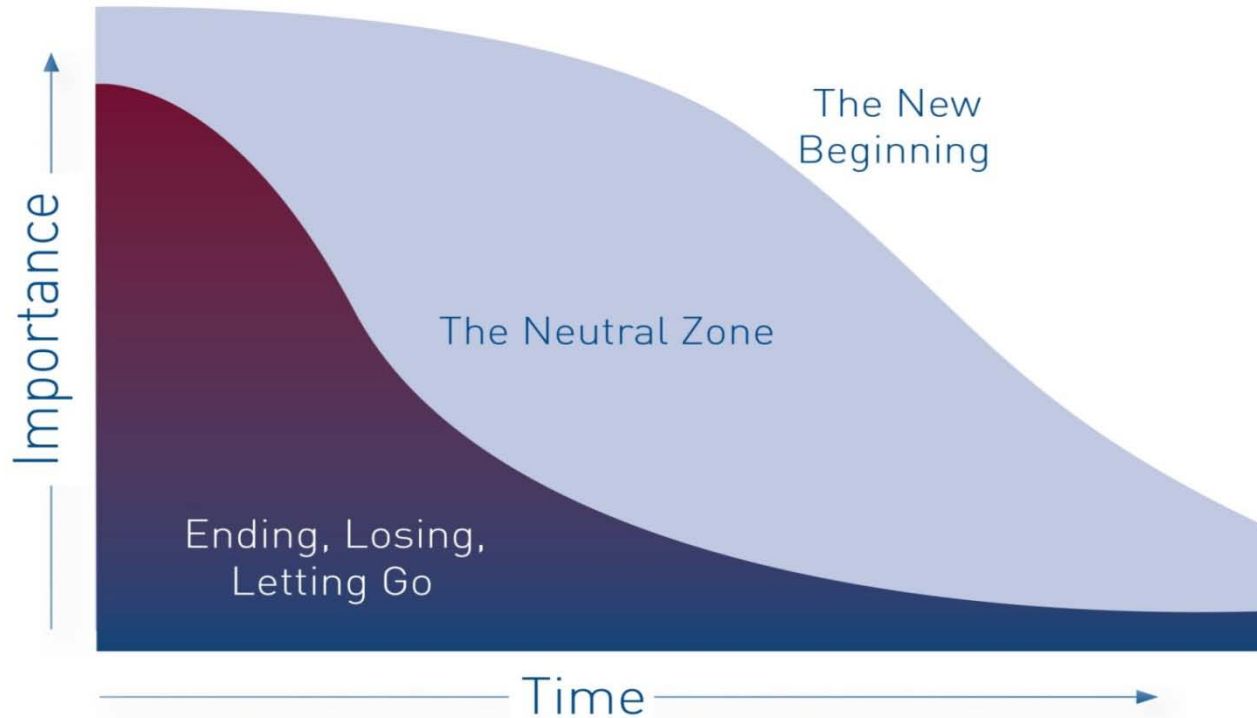 The New
Beginning
Importance
The Neutral Zone
Ending, Losing,
Letting Go
Time